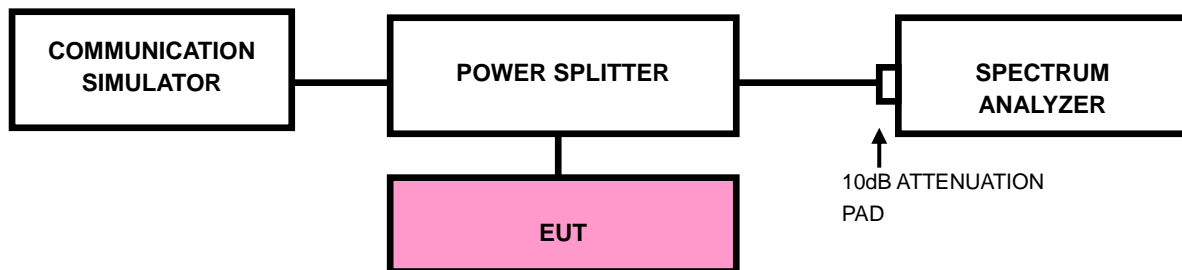 COMMUNICATION
SIMULATOR
POWER SPLITTER
SPECTRUM
ANALYZER
10dB ATTENUATION
PAD
EUT